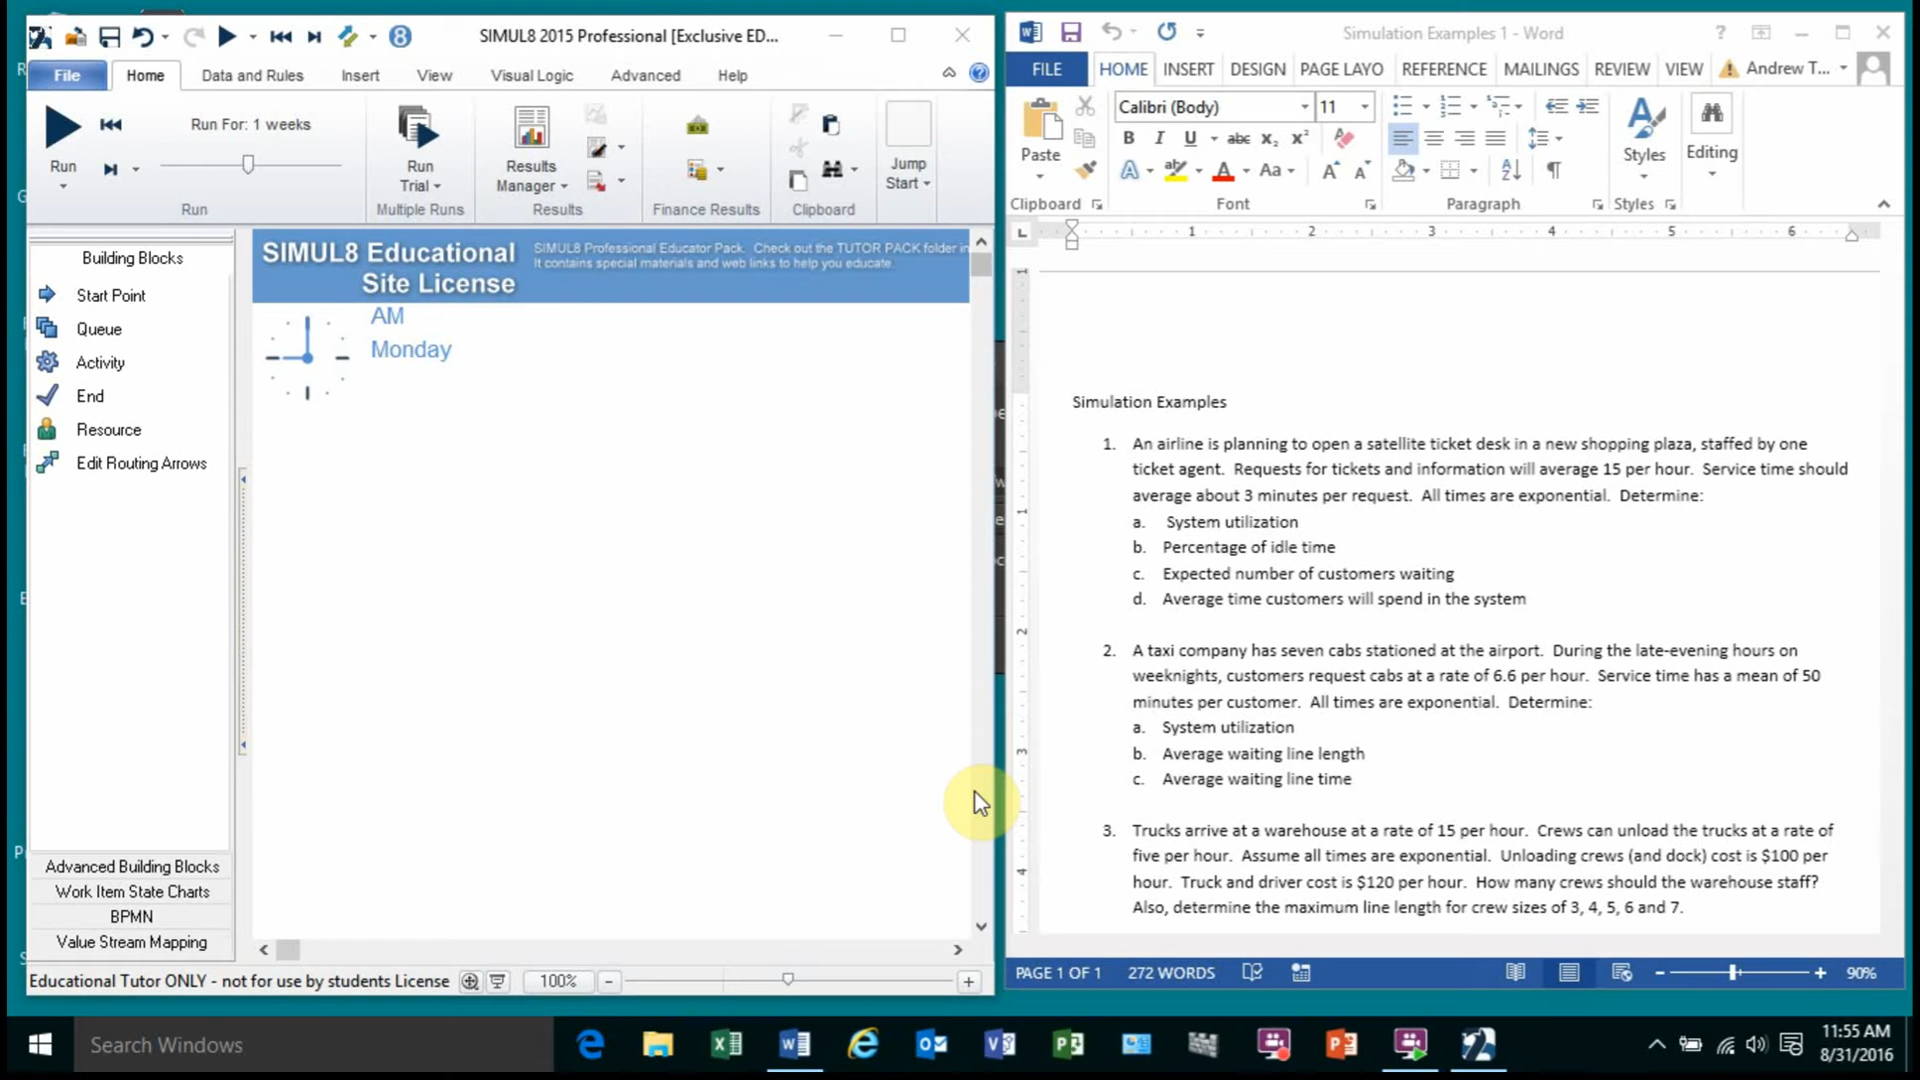 SIMUL8 2015 Professional [Exclusive ED...
File Home Data and Rules Insert View Visual Logic Advanced Help
Run For: 1 weeks
Run
Run Trial
Results Manager
Jump Start
Run Multiple Runs Results Finance Results Clipboard
Building Blocks
Start Point
Queue
Activity
End
Resource
Edit Routing Arrows
Advanced Building Blocks
Work Item State Charts
BPMN
Value Stream Mapping
SIMUL8 Educational
Site License
SIMUL8 Professional Educator Pack. Check out the TUTOR PACK folder in
It contains special materials and web links to help you educate.
AM
Monday
Educational Tutor ONLY - not for use by students License 100%
Simulation Examples 1 - Word
FILE HOME INSERT DESIGN PAGE LAYO REFERENCE MAILINGS REVIEW VIEW Andrew T...
Calibri (Body) 11
Paste
Styles
Editing
Clipboard Font Paragraph Styles
1 2 3 4 5 6
Simulation Examples
1. An airline is planning to open a satellite ticket desk in a new shopping plaza, staffed by one
ticket agent. Requests for tickets and information will average 15 per hour. Service time should
average about 3 minutes per request. All times are exponential. Determine:
a. System utilization
b. Percentage of idle time
c. Expected number of customers waiting
d. Average time customers will spend in the system
2. A taxi company has seven cabs stationed at the airport. During the late-evening hours on
weeknights, customers request cabs at a rate of 6.6 per hour. Service time has a mean of 50
minutes per customer. All times are exponential. Determine:
a. System utilization
b. Average waiting line length
c. Average waiting line time
3. Trucks arrive at a warehouse at a rate of 15 per hour. Crews can unload the trucks at a rate of
five per hour. Assume all times are exponential. Unloading crews (and dock) cost is $100 per
hour. Truck and driver cost is $120 per hour. How many crews should the warehouse staff?
Also, determine the maximum line length for crew sizes of 3, 4, 5, 6 and 7.
PAGE 1 OF 1 272 WORDS 90%
Search Windows
11:55 AM
8/31/2016